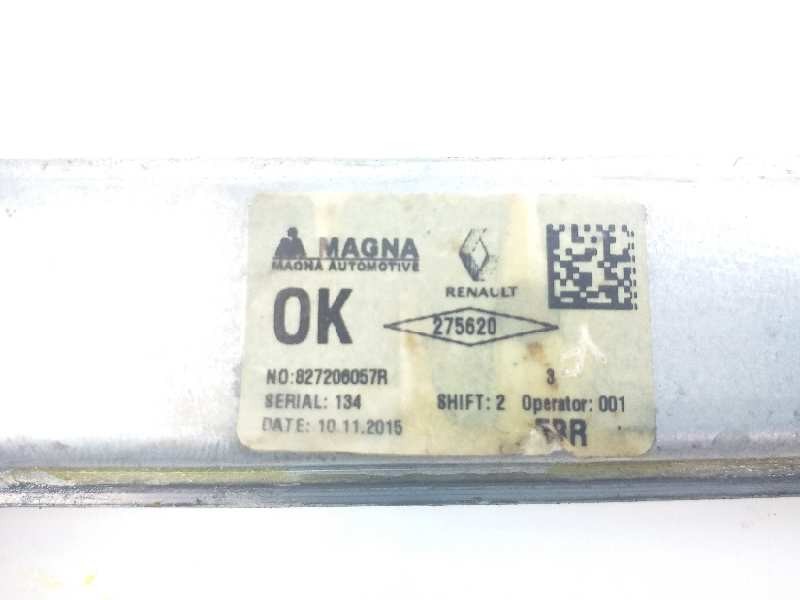 MAGNA
MAGNA AUTOMOTIVE
RENAULT
OK
275620
NO:827206057R 3
SERIAL: 134 SHIFT: 2 Operator: 001
DATE: 10.11.2015